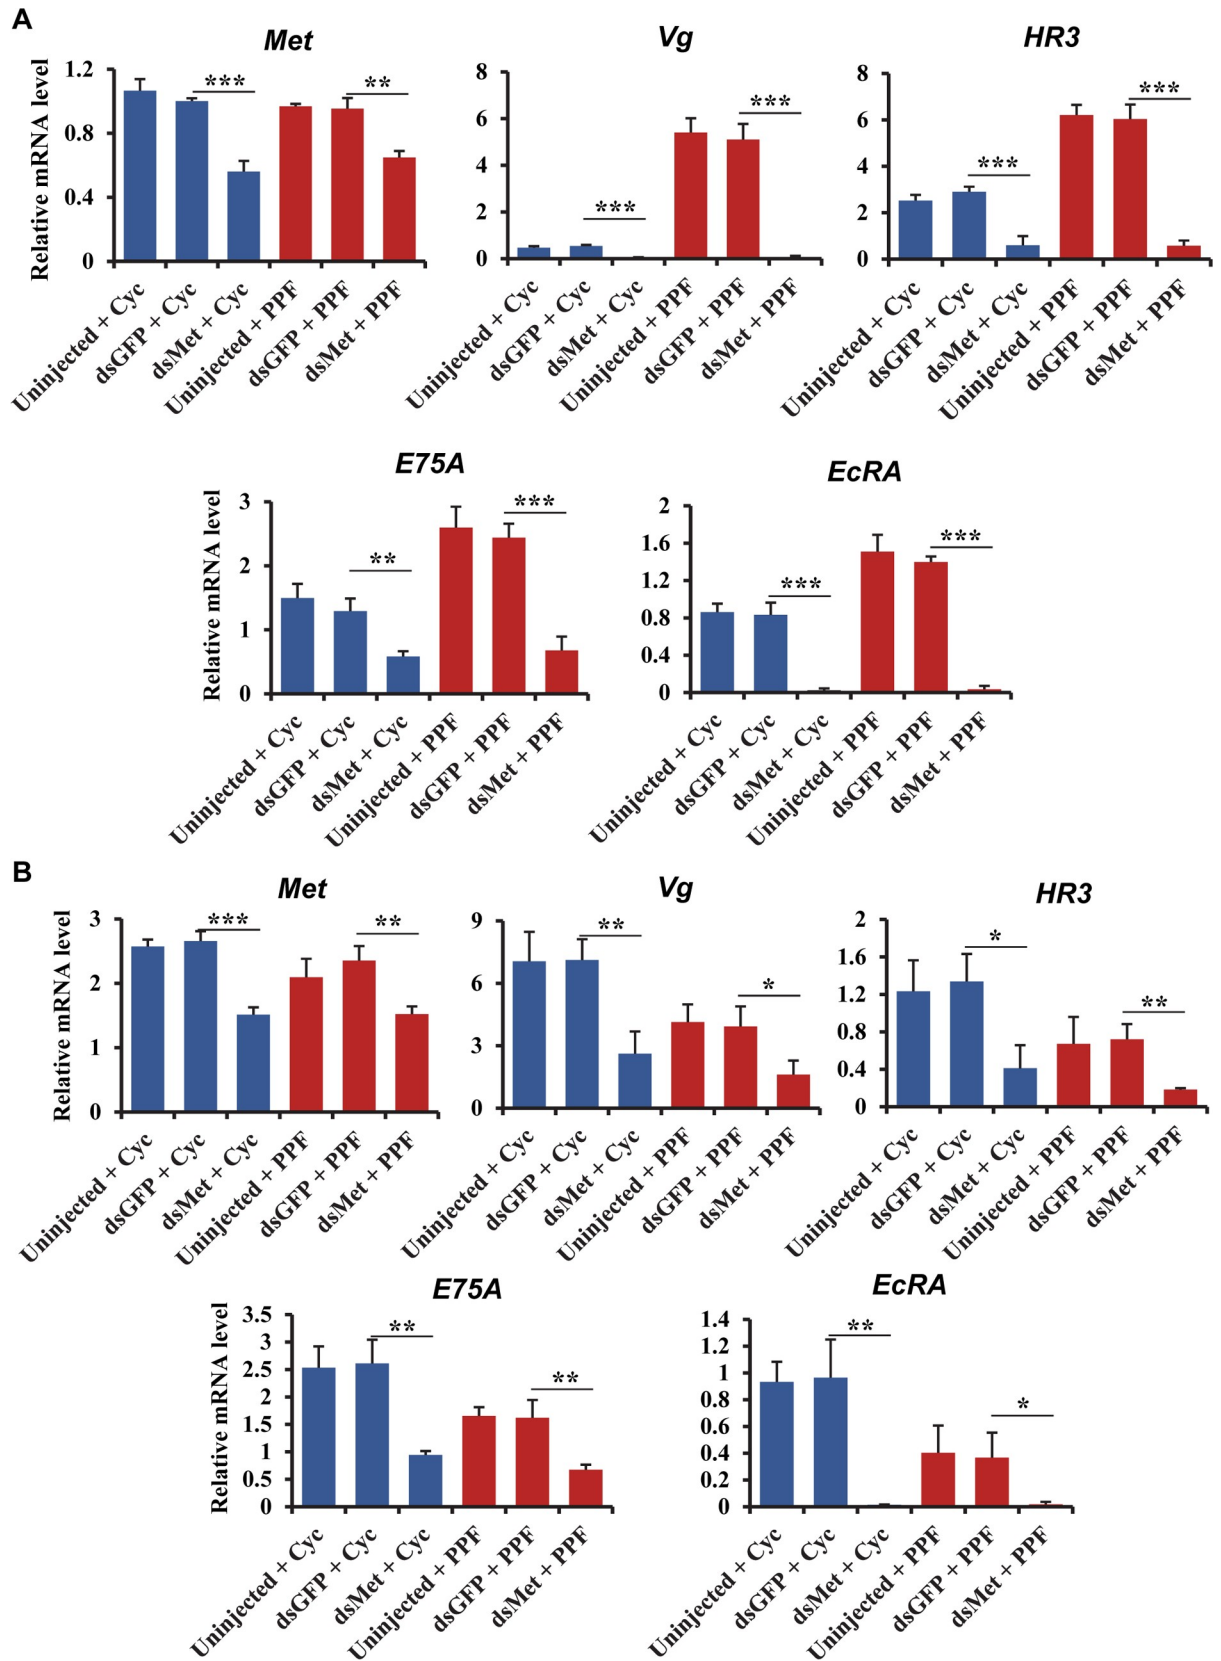 A
Met
Vg
HR3
Relative mRNA level
1.2
0.8
0.4
0
***
**
Uninjected + Cyc
dsGFP + Cyc
dsMet + Cyc
Uninjected + PPF
dsGFP + PPF
dsMet + PPF
8
6
4
2
0
***
***
Uninjected + Cyc
dsGFP + Cyc
dsMet + Cyc
Uninjected + PPF
dsGFP + PPF
dsMet + PPF
8
6
4
2
0
***
***
Uninjected + Cyc
dsGFP + Cyc
dsMet + Cyc
Uninjected + PPF
dsGFP + PPF
dsMet + PPF
E75A
EcRA
Relative mRNA level
3
2
1
0
**
***
Uninjected + Cyc
dsGFP + Cyc
dsMet + Cyc
Uninjected + PPF
dsGFP + PPF
dsMet + PPF
2
1.6
1.2
0.8
0.4
0
***
***
Uninjected + Cyc
dsGFP + Cyc
dsMet + Cyc
Uninjected + PPF
dsGFP + PPF
dsMet + PPF
B
Met
Vg
HR3
Relative mRNA level
3
2
1
0
***
**
Uninjected + Cyc
dsGFP + Cyc
dsMet + Cyc
Uninjected + PPF
dsGFP + PPF
dsMet + PPF
9
6
3
0
**
*
Uninjected + Cyc
dsGFP + Cyc
dsMet + Cyc
Uninjected + PPF
dsGFP + PPF
dsMet + PPF
2
1.6
1.2
0.8
0.4
0
*
**
Uninjected + Cyc
dsGFP + Cyc
dsMet + Cyc
Uninjected + PPF
dsGFP + PPF
dsMet + PPF
E75A
EcRA
Relative mRNA level
3.5
3
2.5
2
1.5
1
0.5
0
**
**
Uninjected + Cyc
dsGFP + Cyc
dsMet + Cyc
Uninjected + PPF
dsGFP + PPF
dsMet + PPF
1.4
1.2
1
0.8
0.6
0.4
0.2
0
**
*
Uninjected + Cyc
dsGFP + Cyc
dsMet + Cyc
Uninjected + PPF
dsGFP + PPF
dsMet + PPF